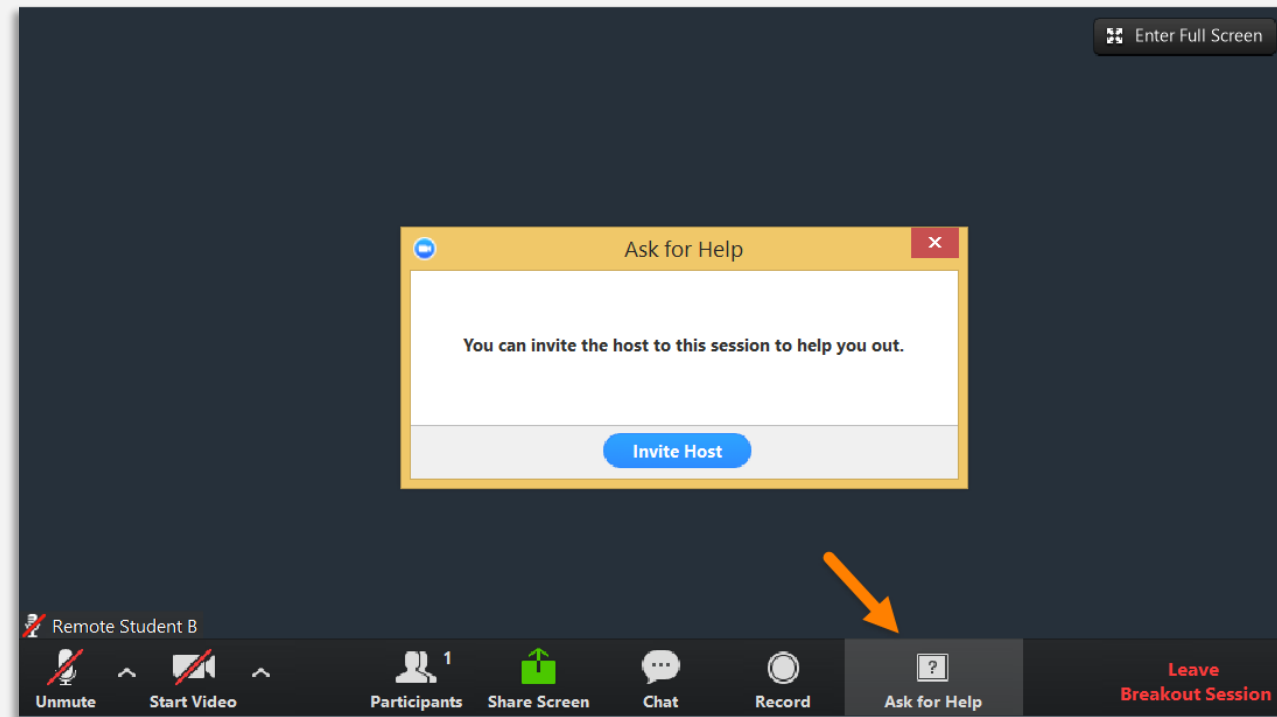 Enter Full Screen
Ask for Help
You can invite the host to this session to help you out.
Invite Host
Remote Student B
Unmute
Start Video
Participants
1
Share Screen
Chat
Record
?
Ask for Help
Leave
Breakout Session